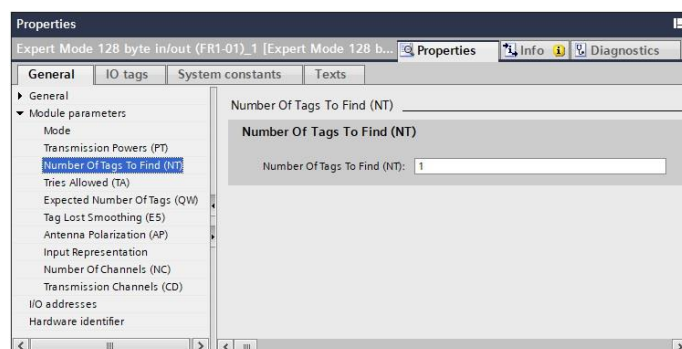 Properties
Expert Mode 128 byte in/out (FR1-01)_1 [Expert Mode 128 b...
Properties
Info
Diagnostics
General
IO tags
System constants
Texts
General
Module parameters
Mode
Transmission Powers (PT)
Number Of Tags To Find (NT)
Tries Allowed (TA)
Expected Number Of Tags (QW)
Tag Lost Smoothing (E5)
Antenna Polarization (AP)
Input Representation
Number Of Channels (NC)
Transmission Channels (CD)
I/O addresses
Hardware identifier
Number Of Tags To Find (NT)
Number Of Tags To Find (NT)
Number Of Tags To Find (NT): 1